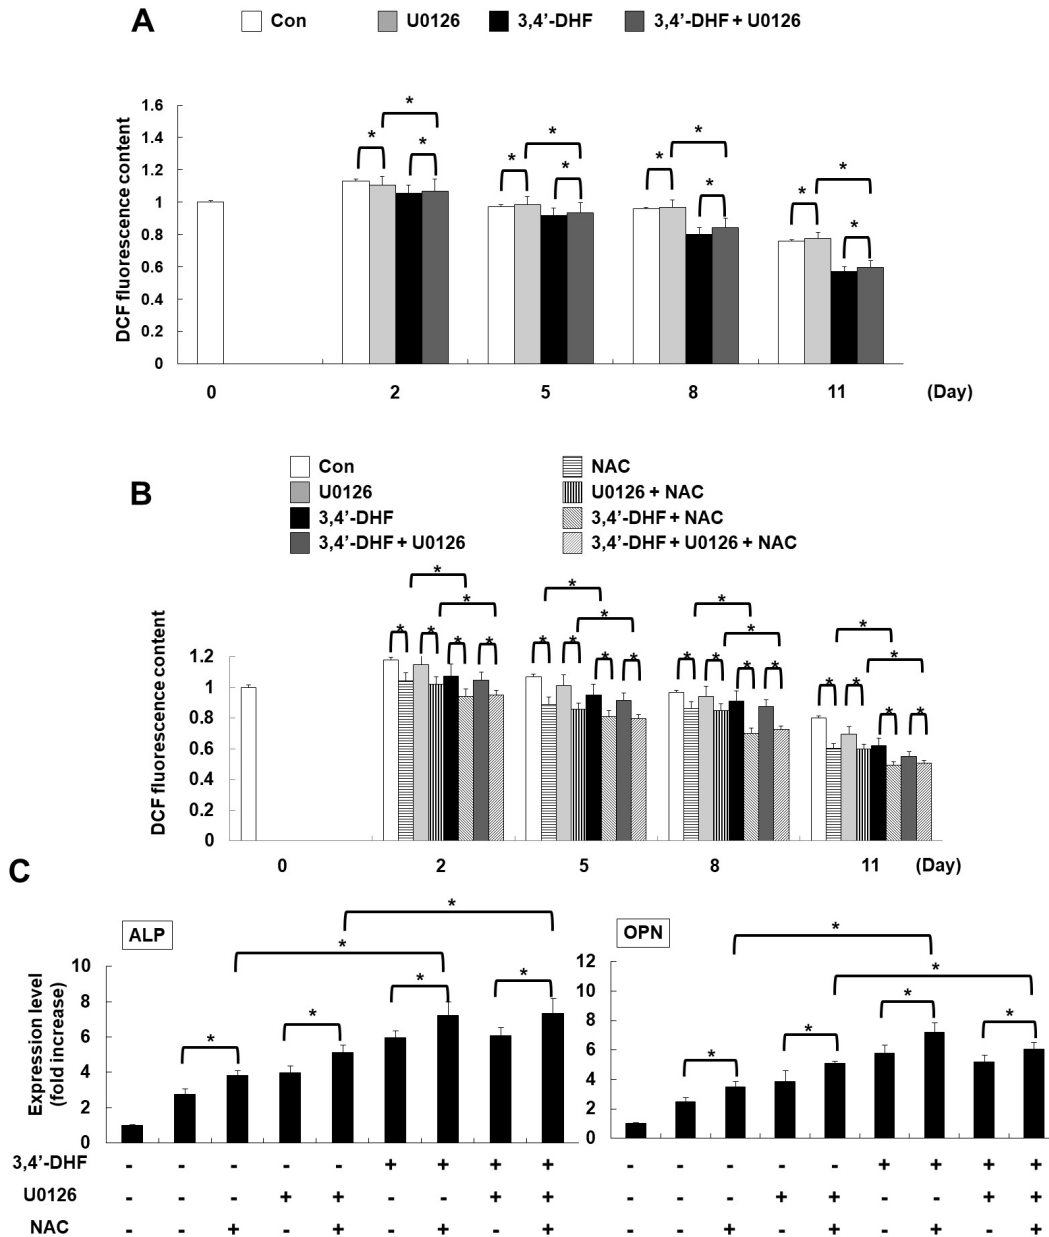 A
Con U0126 3,4’-DHF 3,4’-DHF + U0126
DCF fluorescence content
1.6
1.4
1.2
1
0.8
0.6
0.4
0.2
0
* * *
* * *
* * *
* * *
0 2 5 8 11 (Day)
B
Con NAC
U0126 U0126 + NAC
3,4’-DHF 3,4’-DHF + NAC
3,4’-DHF + U0126 3,4’-DHF + U0126 + NAC
DCF fluorescence content
1.2
1
0.8
0.6
0.4
0.2
0
* * * * * *
* * * * * *
* * * * * *
* * * * * *
0 2 5 8 11 (Day)
C
ALP
Expression level
(fold increase)
10
8
6
4
2
0
* * * * * *
OPN
12
10
8
6
4
2
0
* * * * * *
3,4’-DHF - - - - - + + + + - - - - - + + + +
U0126 - - - + + - - + + - - - + + - - + +
NAC - - + - + - + - + - - + - + - + - +